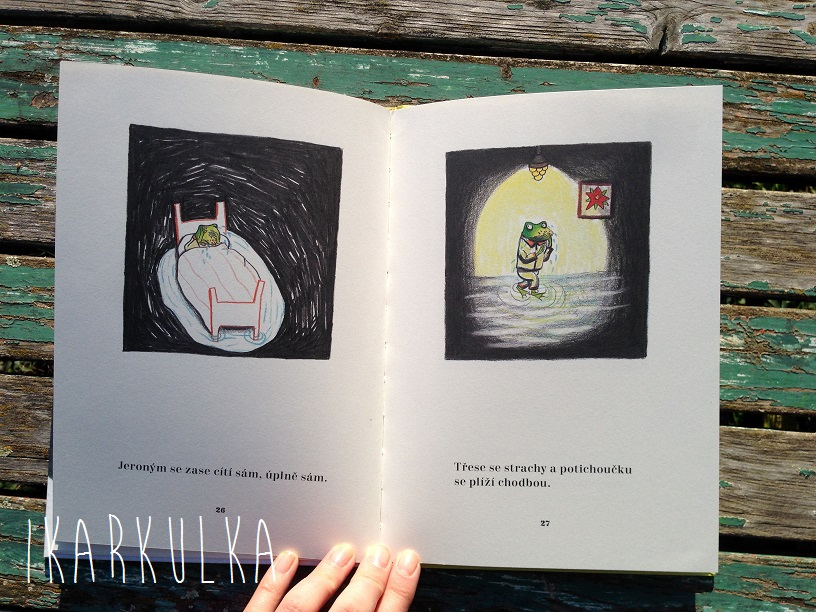 Jeroným se zase cítí sám, úplně sám.
26
Třese se strachy a potichoučku
se plíží chodbou.
27
IKARKULKA